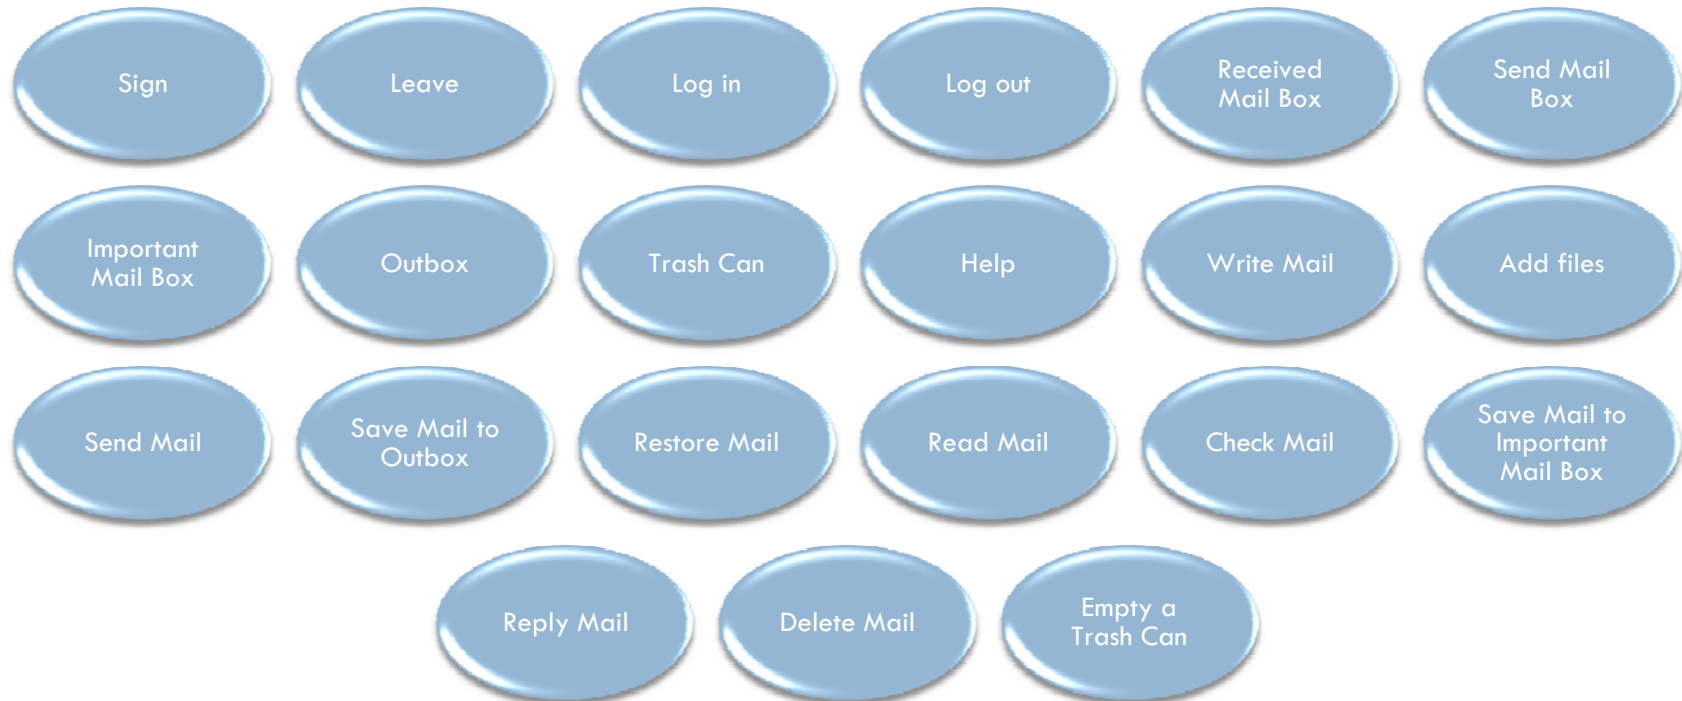 Sign
Leave
Log in
Log out
Received
Mail Box
Send Mail
Box
Important
Mail Box
Outbox
Trash Can
Help
Write Mail
Add files
Send Mail
Save Mail to
Outbox
Restore Mail
Read Mail
Check Mail
Save Mail to
Important
Mail Box
Reply Mail
Delete Mail
Empty a
Trash Can